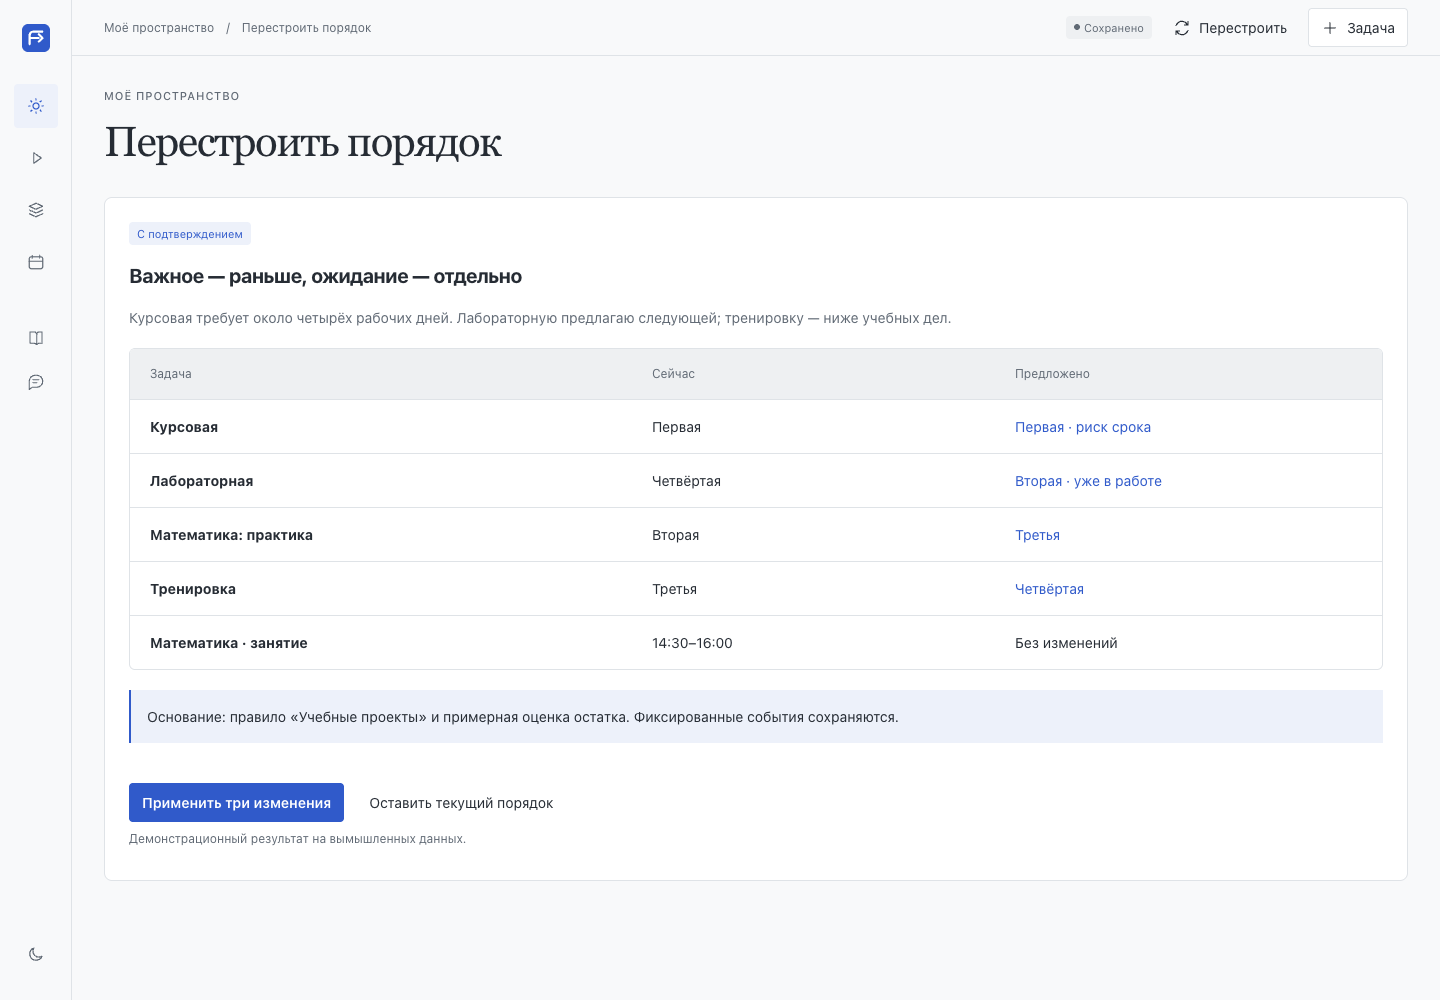 Моё пространство / Перестроить порядок
Сохранено
Перестроить
Задача
МОЁ ПРОСТРАНСТВО
Перестроить порядок
С подтверждением
Важное — раньше, ожидание — отдельно
Курсовая требует около четырёх рабочих дней. Лабораторную предлагаю следующей; тренировку — ниже учебных дел.
Задача Сейчас Предложено
Курсовая Первая Первая · риск срока
Лабораторная Четвёртая Вторая · уже в работе
Математика: практика Вторая Третья
Тренировка Третья Четвёртая
Математика · занятие 14:30–16:00 Без изменений
Основание: правило «Учебные проекты» и примерная оценка остатка. Фиксированные события сохраняются.
Применить три изменения Оставить текущий порядок
Демонстрационный результат на вымышленных данных.